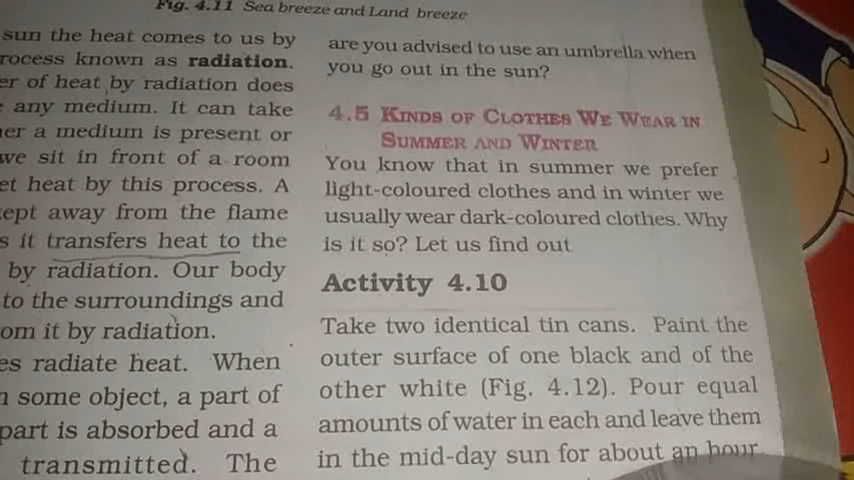 Fig. 4.11 Sea breeze and Land breeze
sun the heat comes to us by
rocess known as radiation.
er of heat by radiation does
any medium. It can take
her a medium is present or
we sit in front of a room
et heat by this process. A
kept away from the flame
s it transfers heat to the
by radiation. Our body
to the surroundings and
om it by radiation.
es radiate heat. When
n some object, a part of
part is absorbed and a
transmitted. The
are you advised to use an umbrella when
you go out in the sun?
4.5 KINDS OF CLOTHES WE WEAR IN
SUMMER AND WINTER
You know that in summer we prefer
light-coloured clothes and in winter we
usually wear dark-coloured clothes. Why
is it so? Let us find out
Activity 4.10
Take two identical tin cans. Paint the
outer surface of one black and of the
other white (Fig. 4.12). Pour equal
amounts of water in each and leave them
in the mid-day sun for about an hour